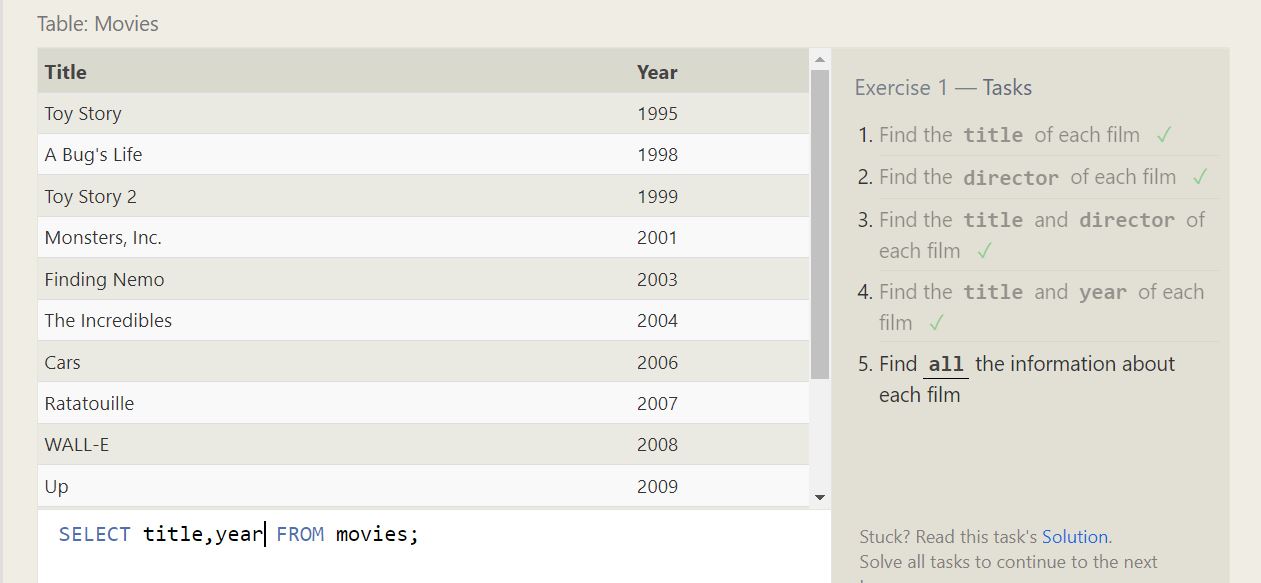 Table: Movies
Title Year
Toy Story 1995
A Bug's Life 1998
Toy Story 2 1999
Monsters, Inc. 2001
Finding Nemo 2003
The Incredibles 2004
Cars 2006
Ratatouille 2007
WALL-E 2008
Up 2009
SELECT title,year FROM movies;
Exercise 1 — Tasks
1. Find the title of each film ✓
2. Find the director of each film ✓
3. Find the title and director of
each film ✓
4. Find the title and year of each
film ✓
5. Find all the information about
each film
Stuck? Read this task's Solution.
Solve all tasks to continue to the next